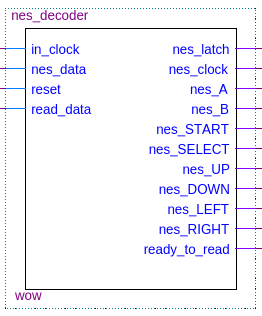 nes_decoder
in_clock nes_latch
nes_data nes_clock
reset nes_A
read_data nes_B
nes_START
nes_SELECT
nes_UP
nes_DOWN
nes_LEFT
nes_RIGHT
ready_to_read
wow